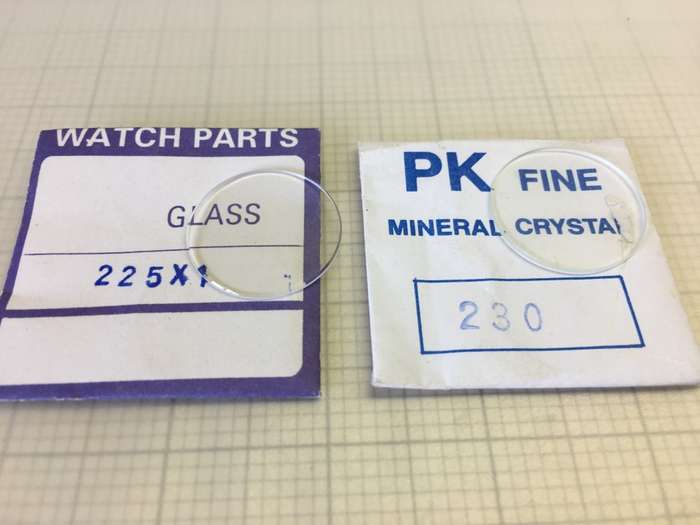 WATCH PARTS
GLASS
225X1
PK FINE
MINERAL CRYSTAL
230